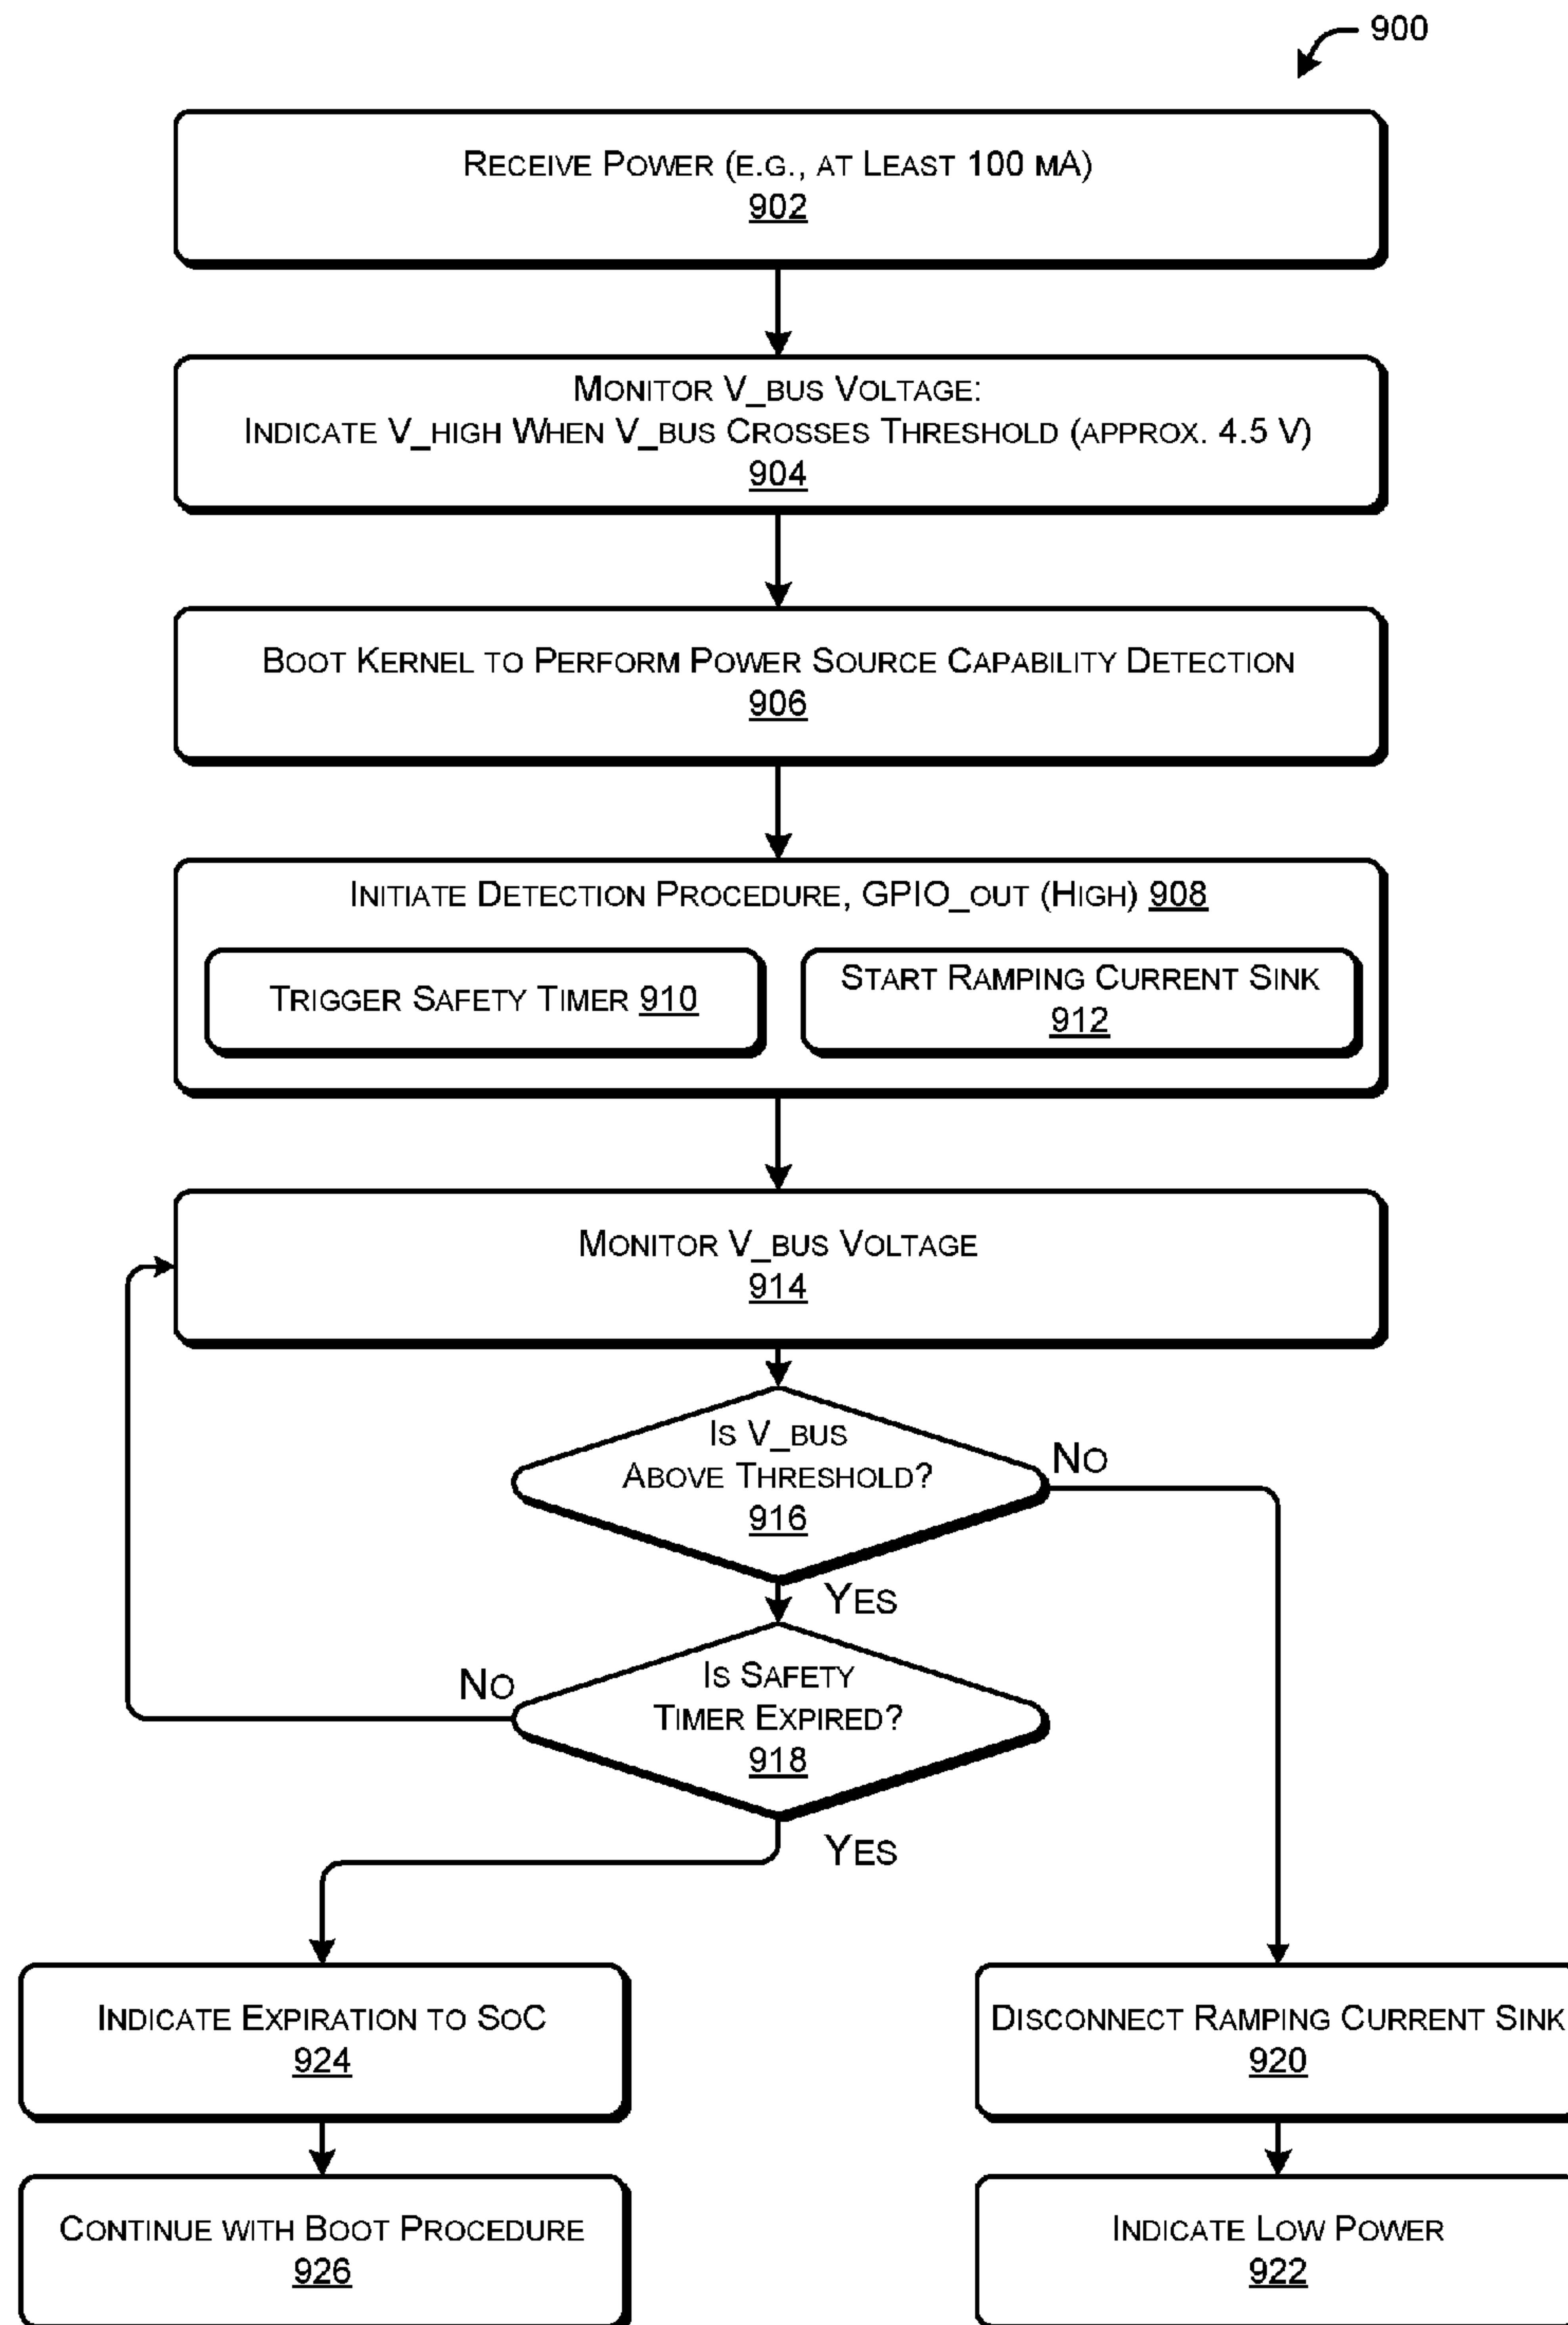 900
Receive Power (e.g., at Least 100 mA)
902
Monitor V_bus Voltage:
Indicate V_high When V_bus Crosses Threshold (approx. 4.5 V)
904
Boot Kernel to Perform Power Source Capability Detection
906
Initiate Detection Procedure, GPIO_out (High) 908
Trigger Safety Timer 910
Start Ramping Current Sink
912
Monitor V_bus Voltage
914
Is V_bus
Above Threshold?
916
No
Yes
Is Safety
Timer Expired?
918
No
Yes
Indicate Expiration to SoC
924
Disconnect Ramping Current Sink
920
Continue with Boot Procedure
926
Indicate Low Power
922